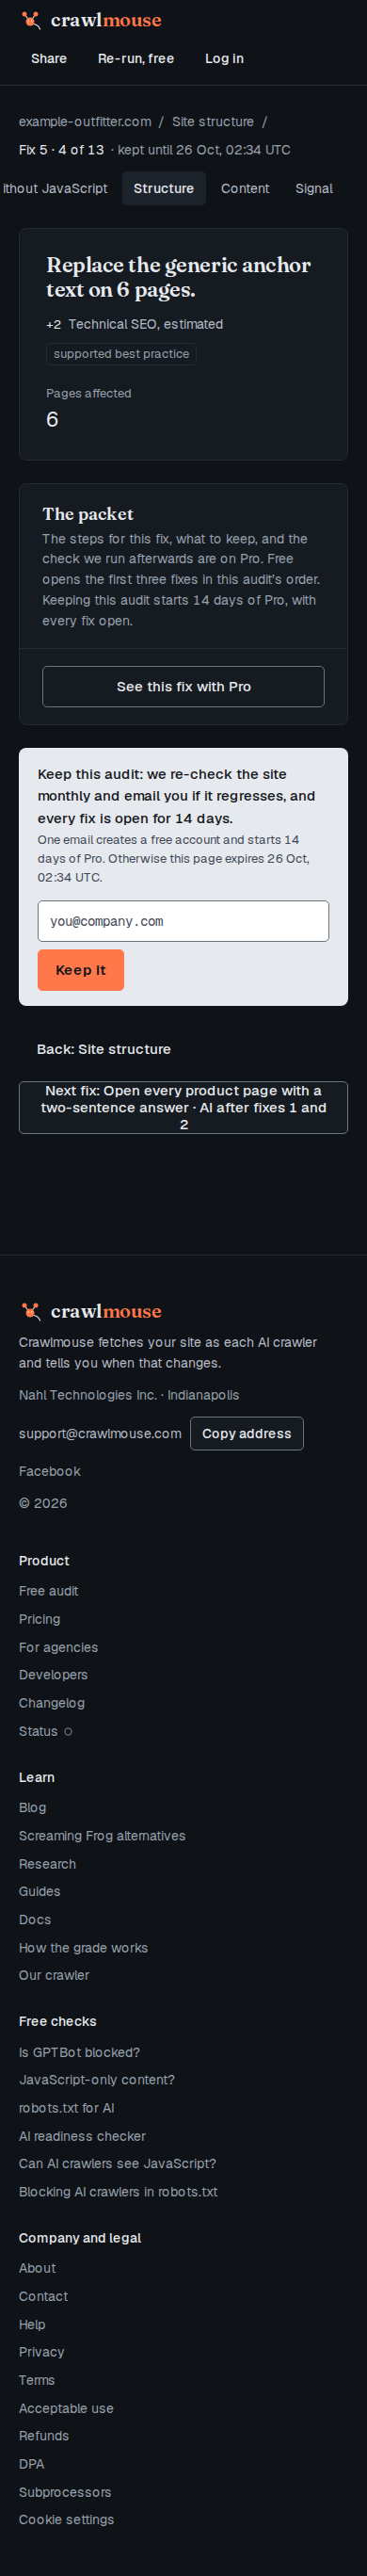 crawlmouse
Share Re-run, free Log in
example-outfitter.com / Site structure /
Fix 5 · 4 of 13 · kept until 26 Oct, 02:34 UTC
ithout JavaScript Structure Content Signal
Replace the generic anchor
text on 6 pages.
+2 Technical SEO, estimated
supported best practice
Pages affected
6
The packet
The steps for this fix, what to keep, and the
check we run afterwards are on Pro. Free
opens the first three fixes in this audit's order.
Keeping this audit starts 14 days of Pro, with
every fix open.
See this fix with Pro
Keep this audit: we re-check the site
monthly and email you if it regresses, and
every fix is open for 14 days.
One email creates a free account and starts 14
days of Pro. Otherwise this page expires 26 Oct,
02:34 UTC.
you@company.com
Keep it
Back: Site structure
Next fix: Open every product page with a
two-sentence answer · AI after fixes 1 and
2
crawlmouse
Crawlmouse fetches your site as each AI crawler
and tells you when that changes.
Nahl Technologies Inc. · Indianapolis
support@crawlmouse.com Copy address
Facebook
© 2026
Product
Free audit
Pricing
For agencies
Developers
Changelog
Status
Learn
Blog
Screaming Frog alternatives
Research
Guides
Docs
How the grade works
Our crawler
Free checks
Is GPTBot blocked?
JavaScript-only content?
robots.txt for AI
AI readiness checker
Can AI crawlers see JavaScript?
Blocking AI crawlers in robots.txt
Company and legal
About
Contact
Help
Privacy
Terms
Acceptable use
Refunds
DPA
Subprocessors
Cookie settings